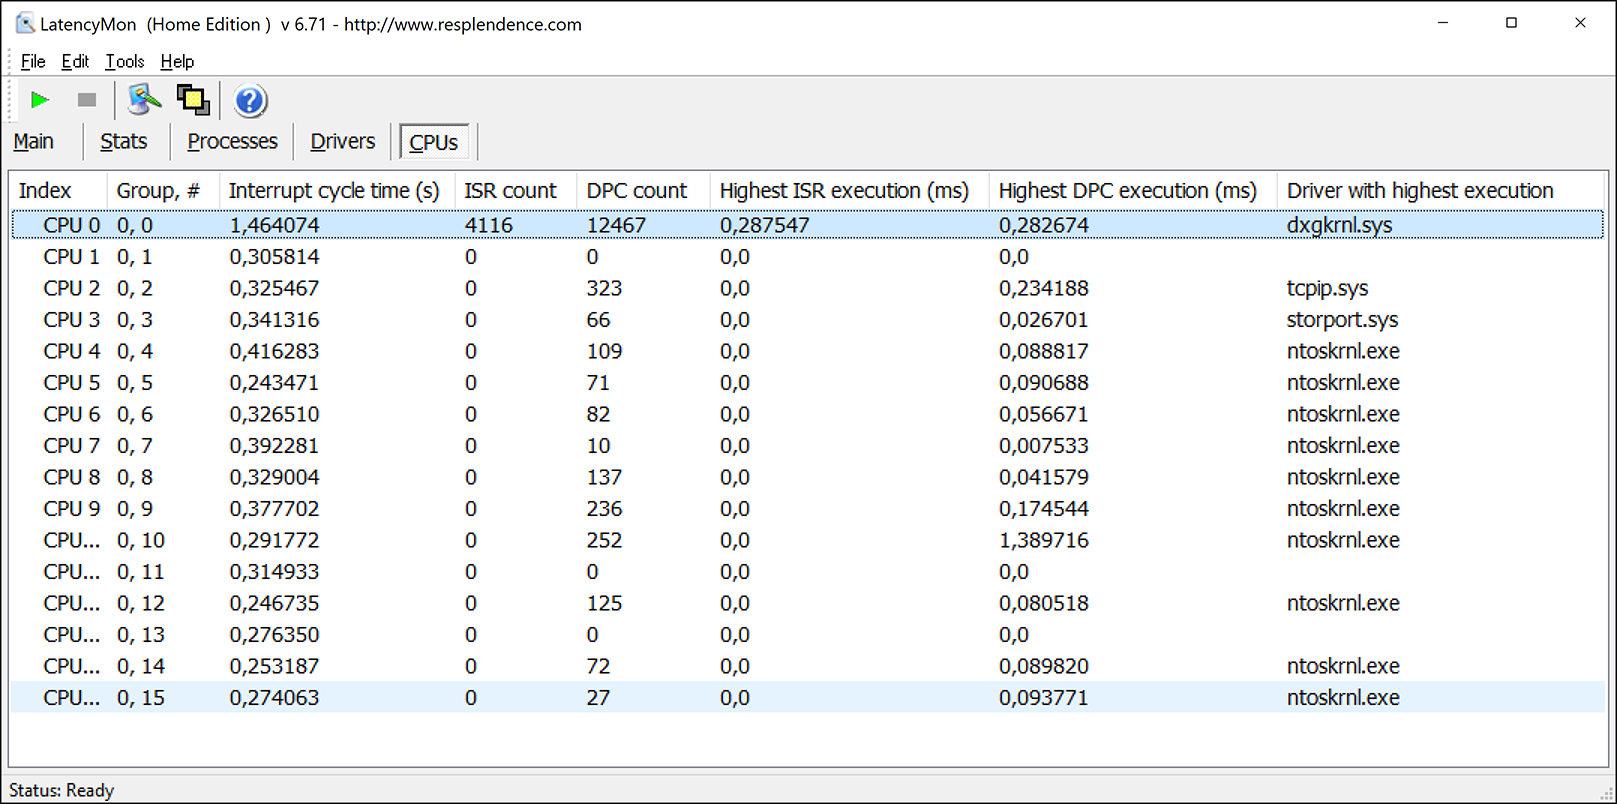 LatencyMon (Home Edition ) v 6.71 - http://www.resplendence.com
File Edit Tools Help
Main Stats Processes Drivers CPUs
Index Group, # Interrupt cycle time (s) ISR count DPC count Highest ISR execution (ms) Highest DPC execution (ms) Driver with highest execution
CPU 0 0, 0 1,464074 4116 12467 0,287547 0,282674 dxgkrnl.sys
CPU 1 0, 1 0,305814 0 0 0,0 0,0
CPU 2 0, 2 0,325467 0 323 0,0 0,234188 tcpip.sys
CPU 3 0, 3 0,341316 0 66 0,0 0,026701 storport.sys
CPU 4 0, 4 0,416283 0 109 0,0 0,088817 ntoskrnl.exe
CPU 5 0, 5 0,243471 0 71 0,0 0,090688 ntoskrnl.exe
CPU 6 0, 6 0,326510 0 82 0,0 0,056671 ntoskrnl.exe
CPU 7 0, 7 0,392281 0 10 0,0 0,007533 ntoskrnl.exe
CPU 8 0, 8 0,329004 0 137 0,0 0,041579 ntoskrnl.exe
CPU 9 0, 9 0,377702 0 236 0,0 0,174544 ntoskrnl.exe
CPU... 0, 10 0,291772 0 252 0,0 1,389716 ntoskrnl.exe
CPU... 0, 11 0,314933 0 0 0,0 0,0
CPU... 0, 12 0,246735 0 125 0,0 0,080518 ntoskrnl.exe
CPU... 0, 13 0,276350 0 0 0,0 0,0
CPU... 0, 14 0,253187 0 72 0,0 0,089820 ntoskrnl.exe
CPU... 0, 15 0,274063 0 27 0,0 0,093771 ntoskrnl.exe
Status: Ready